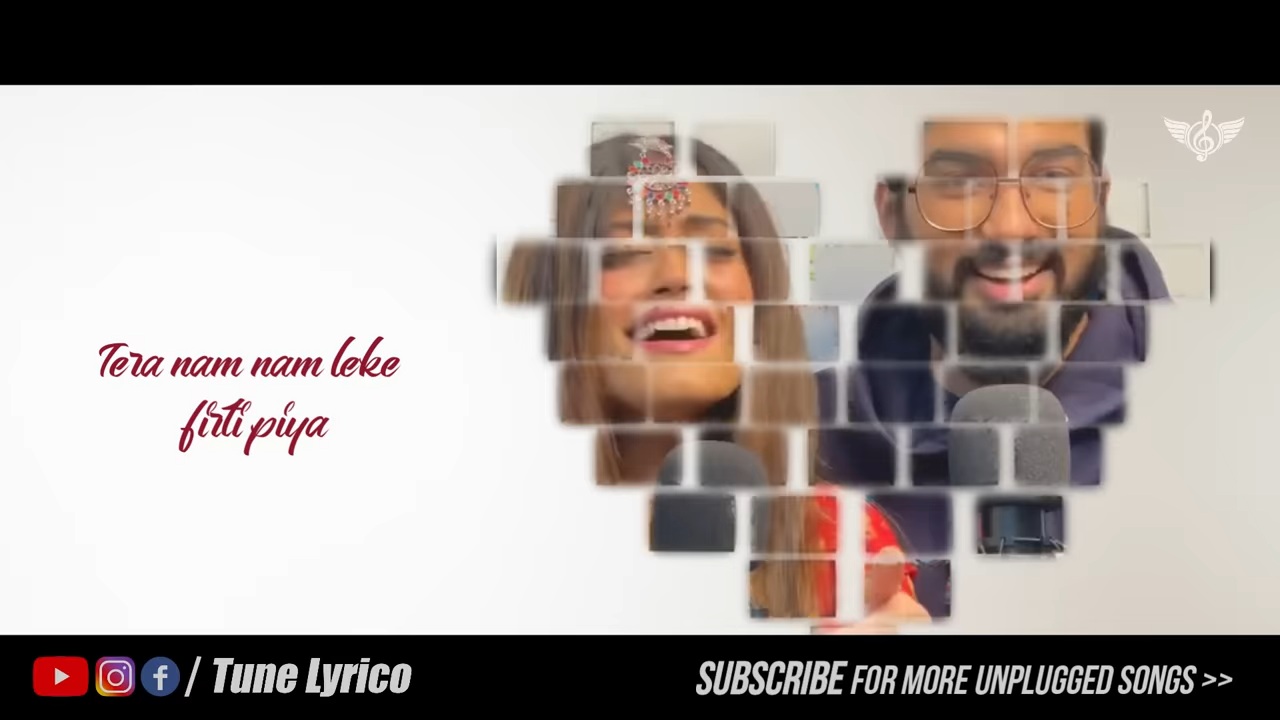 Tera nam nam leke
firti piya
/ Tune Lyrico
SUBSCRIBE FOR MORE UNPLUGGED SONGS >>